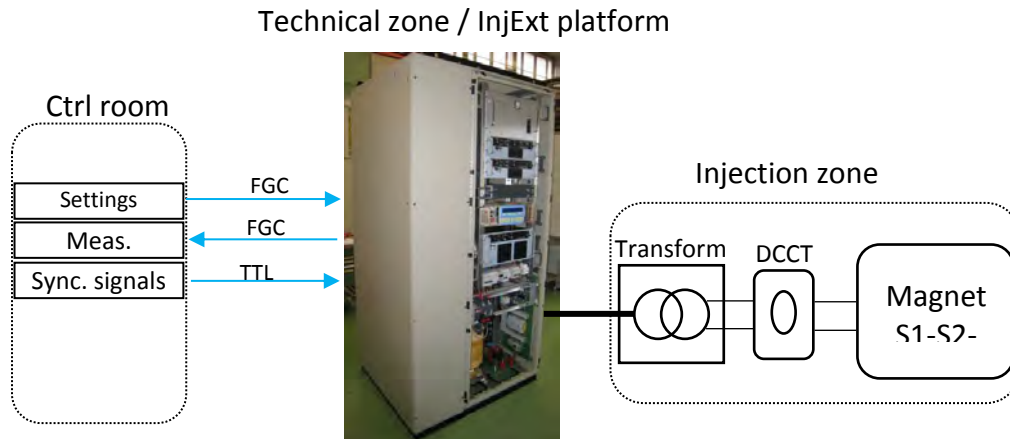 Technical zone / InjExt platform
Ctrl room
Settings
FGC
Meas.
FGC
Sync. signals
TTL
Injection zone
Transform
DCCT
Magnet
S1-S2-